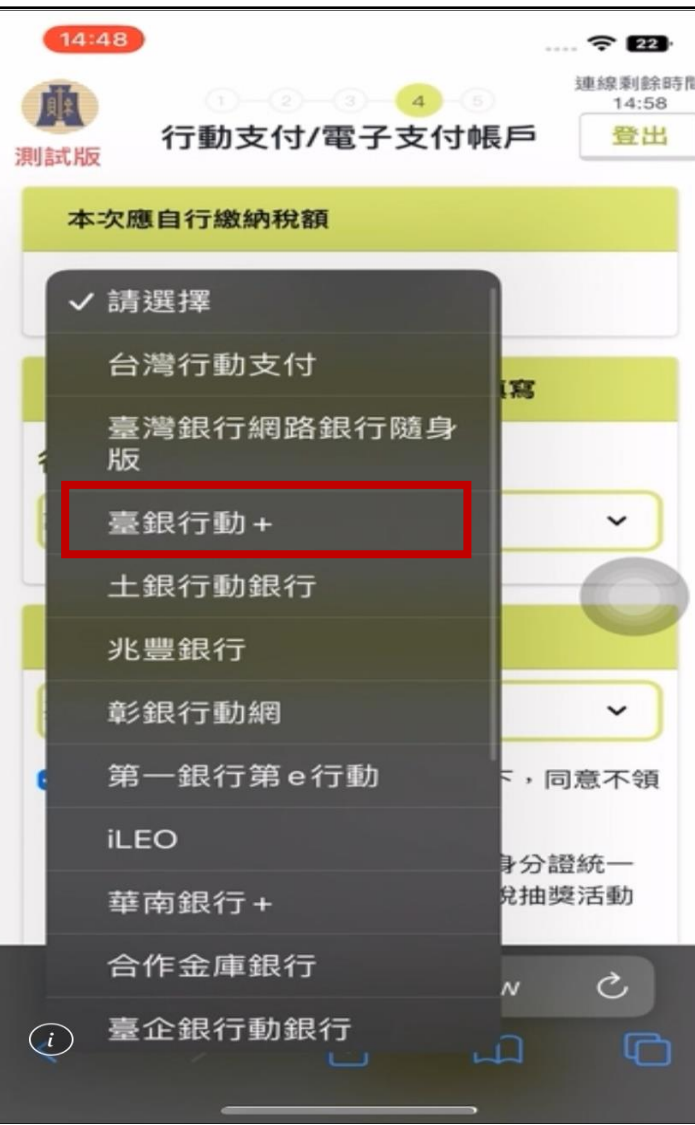 14:48
22
連線剩餘時間
14:58
1 2 3 4 5
行動支付/電子支付帳戶
登出
測試版
本次應自行繳納稅額
請選擇
台灣行動支付
填寫
臺灣銀行網路銀行隨身
版
臺銀行動+
土銀行動銀行
兆豐銀行
彰銀行動網
第一銀行第e行動
下,同意不領
iLEO
身分證統一
華南銀行+
稅抽獎活動
合作金庫銀行
w
臺企銀行動銀行
i